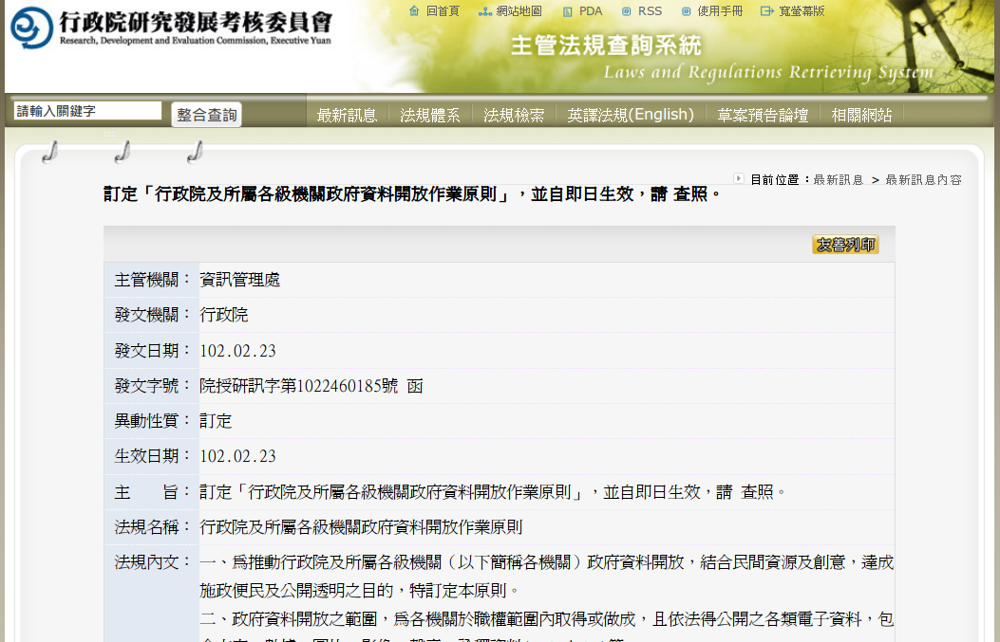 行政院研究發展考核委員會
Research, Development and Evaluation Commission, Executive Yuan
回首頁 網站地圖 PDA RSS 使用手冊 寬螢幕版
主管法規查詢系統
Laws and Regulations Retrieving System
請輸入關鍵字 整合查詢 最新訊息 法規體系 法規檢索 英譯法規(English) 草案預告論壇 相關網站
:::
目前位置：最新訊息 > 最新訊息內容
訂定「行政院及所屬各級機關政府資料開放作業原則」，並自即日生效，請 查照。
友善列印
主管機關： 資訊管理處
發文機關： 行政院
發文日期： 102.02.23
發文字號： 院授研訊字第1022460185號 函
異動性質： 訂定
生效日期： 102.02.23
主　　旨： 訂定「行政院及所屬各級機關政府資料開放作業原則」，並自即日生效，請 查照。
法規名稱： 行政院及所屬各級機關政府資料開放作業原則
法規內文： 一、為推動行政院及所屬各級機關（以下簡稱各機關）政府資料開放，結合民間資源及創意，達成
施政便民及公開透明之目的，特訂定本原則。
二、政府資料開放之範圍，為各機關於職權範圍內取得或做成，且依法得公開之各類電子資料，包